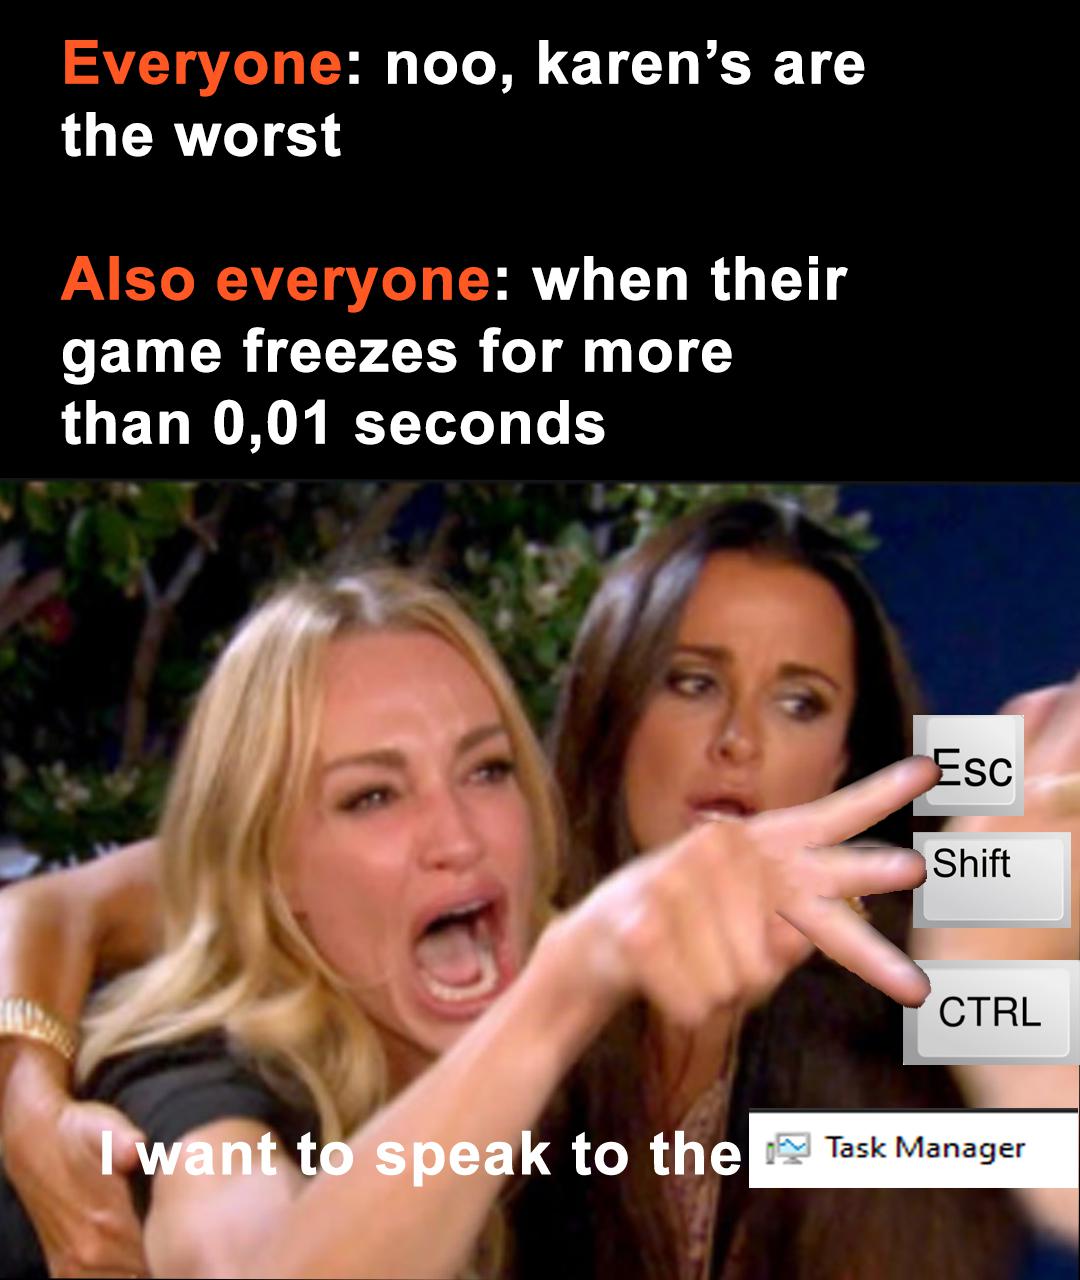 Everyone: noo, karen’s are
the worst
Also everyone: when their
game freezes for more
than 0,01 seconds
Esc
Shift
CTRL
I want to speak to the Task Manager